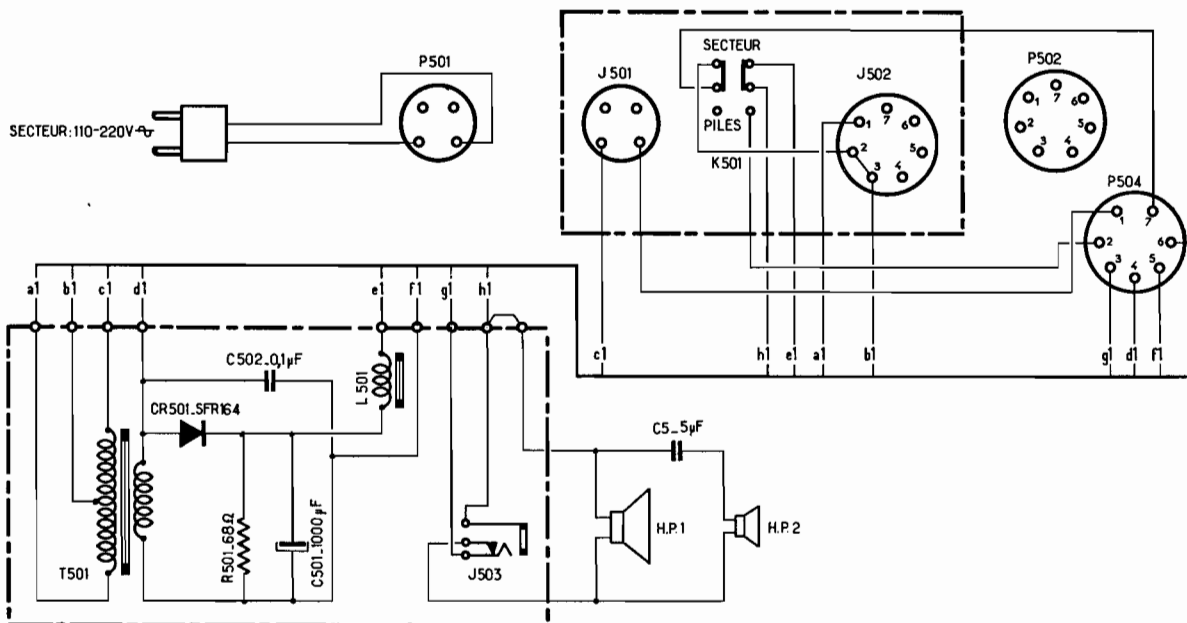 SECTEUR: 110-220V
P501
J501
SECTEUR
PILES
K501
J502
1
2
3
4
5
6
7
P502
1
2
3
4
5
6
7
P504
1
2
3
4
5
6
7
a1
b1
c1
d1
e1
f1
g1
h1
c1
h1
e1
a1
b1
g1
d1
f1
C502_0,1µF
CR501_SFR164
L501
T501
R501_68Ω
C501_1000µF
J503
C5_5µF
H.P.1
H.P.2